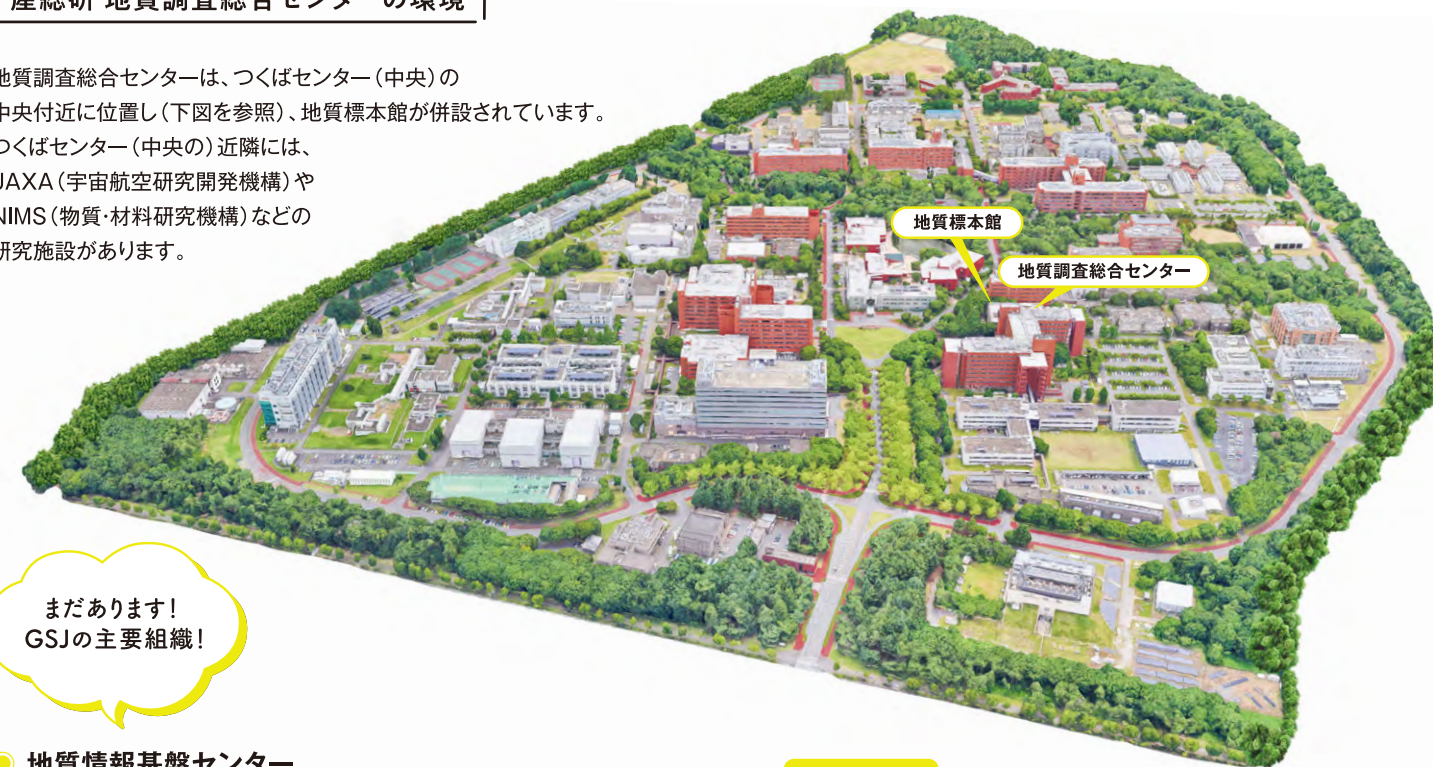 産総研 地質調査総合センターの環境
地質調査総合センターは、つくばセンター（中央）の
中央付近に位置し（下図を参照）、地質標本館が併設されています。
つくばセンター（中央の）近隣には、
JAXA（宇宙航空研究開発機構）や
NIMS（物質・材料研究機構）などの
研究施設があります。
地質標本館
地質調査総合センター
まだあります！
GSJの主要組織！
地質情報基盤センター